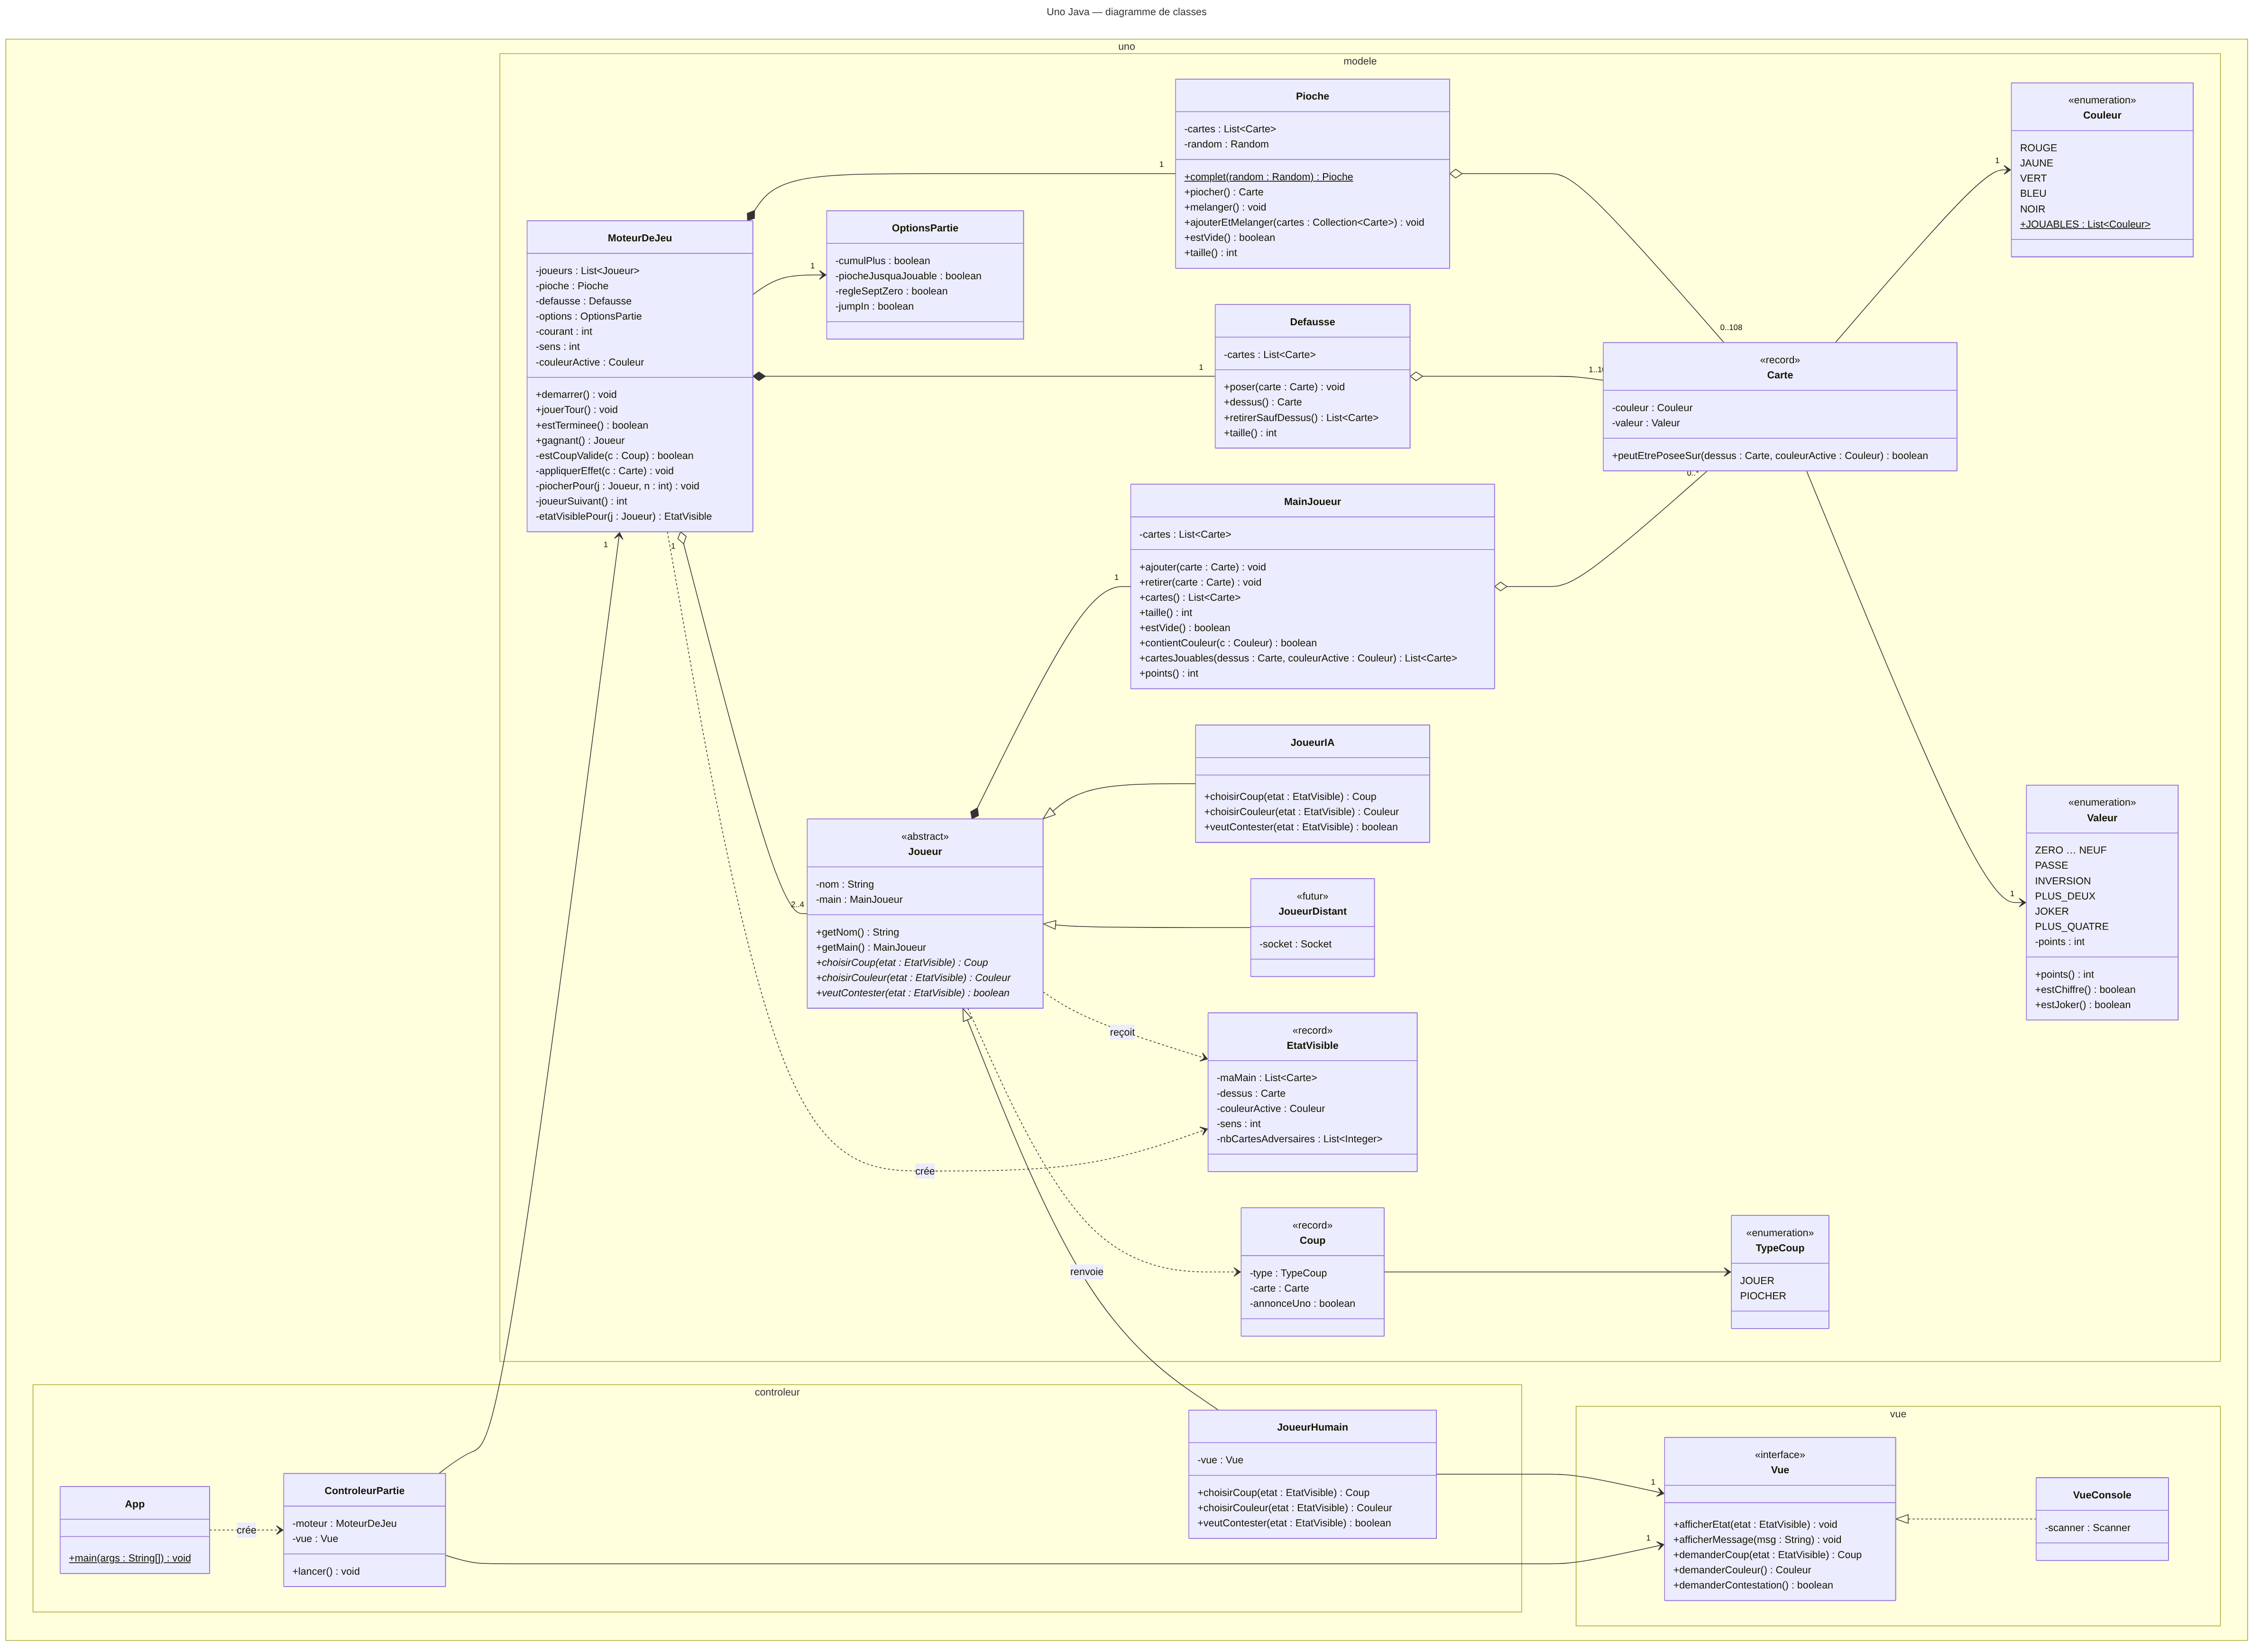 Uno Java — diagramme de classes
uno
modele
Pioche
-cartes : List<Carte>
-random : Random
+complet(random : Random) : Pioche
+piocher() : Carte
+melanger() : void
+ajouterEtMelanger(cartes : Collection<Carte>) : void
+estVide() : boolean
+taille() : int
«enumeration»
Couleur
ROUGE
JAUNE
VERT
BLEU
NOIR
+JOUABLES : List<Couleur>
1
1
MoteurDeJeu
-joueurs : List<Joueur>
-pioche : Pioche
-defausse : Defausse
-options : OptionsPartie
-courant : int
-sens : int
-couleurActive : Couleur
+demarrer() : void
+jouerTour() : void
+estTerminee() : boolean
+gagnant() : Joueur
-estCoupValide(c : Coup) : boolean
-appliquerEffet(c : Carte) : void
-piocherPour(j : Joueur, n : int) : void
-joueurSuivant() : int
-etatVisiblePour(j : Joueur) : EtatVisible
1
OptionsPartie
-cumulPlus : boolean
-piocheJusquaJouable : boolean
-regleSeptZero : boolean
-jumpIn : boolean
1
Defausse
-cartes : List<Carte>
+poser(carte : Carte) : void
+dessus() : Carte
+retirerSaufDessus() : List<Carte>
+taille() : int
0..108
«record»
Carte
-couleur : Couleur
-valeur : Valeur
+peutEtrePoseeSur(dessus : Carte, couleurActive : Couleur) : boolean
0..*
MainJoueur
-cartes : List<Carte>
+ajouter(carte : Carte) : void
+retirer(carte : Carte) : void
+cartes() : List<Carte>
+taille() : int
+estVide() : boolean
+contientCouleur(c : Couleur) : boolean
+cartesJouables(dessus : Carte, couleurActive : Couleur) : List<Carte>
+points() : int
1
1
1
JoueurIA
+choisirCoup(etat : EtatVisible) : Coup
+choisirCouleur(etat : EtatVisible) : Couleur
+veutContester(etat : EtatVisible) : boolean
2..4
«abstract»
Joueur
-nom : String
-main : MainJoueur
+getNom() : String
+getMain() : MainJoueur
+choisirCoup(etat : EtatVisible) : Coup
+choisirCouleur(etat : EtatVisible) : Couleur
+veutContester(etat : EtatVisible) : boolean
«futur»
JoueurDistant
-socket : Socket
1
«enumeration»
Valeur
ZERO … NEUF
PASSE
INVERSION
PLUS_DEUX
JOKER
PLUS_QUATRE
-points : int
+points() : int
+estChiffre() : boolean
+estJoker() : boolean
reçoit
crée
«record»
EtatVisible
-maMain : List<Carte>
-dessus : Carte
-couleurActive : Couleur
-sens : int
-nbCartesAdversaires : List<Integer>
renvoie
«record»
Coup
-type : TypeCoup
-carte : Carte
-annonceUno : boolean
«enumeration»
TypeCoup
JOUER
PIOCHER
controleur
App
+main(args : String[]) : void
crée
ControleurPartie
-moteur : MoteurDeJeu
-vue : Vue
+lancer() : void
JoueurHumain
-vue : Vue
+choisirCoup(etat : EtatVisible) : Coup
+choisirCouleur(etat : EtatVisible) : Couleur
+veutContester(etat : EtatVisible) : boolean
vue
1
1
«interface»
Vue
+afficherEtat(etat : EtatVisible) : void
+afficherMessage(msg : String) : void
+demanderCoup(etat : EtatVisible) : Coup
+demanderCouleur() : Couleur
+demanderContestation() : boolean
VueConsole
-scanner : Scanner